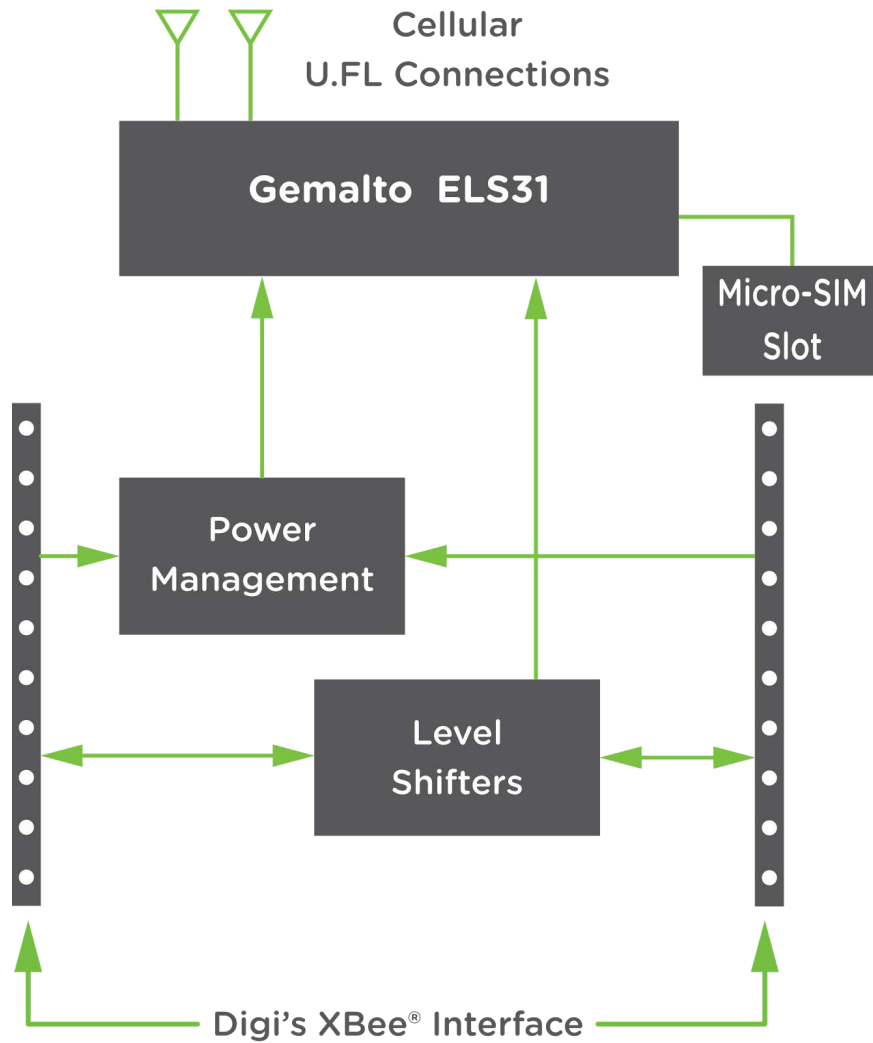 Cellular
U.FL Connections
Gemalto ELS31
Micro-SIM
Slot
Power
Management
Level
Shifters
Digi's XBee® Interface